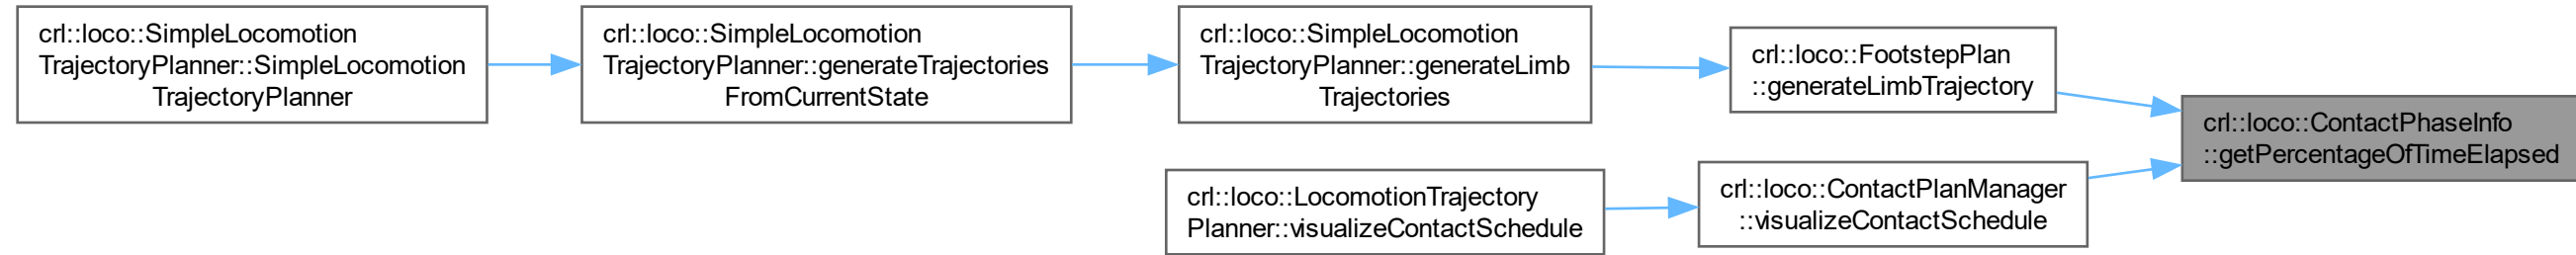 crl::loco::SimpleLocomotion
TrajectoryPlanner::SimpleLocomotion
TrajectoryPlanner
crl::loco::SimpleLocomotion
TrajectoryPlanner::generateTrajectories
FromCurrentState
crl::loco::SimpleLocomotion
TrajectoryPlanner::generateLimb
Trajectories
crl::loco::FootstepPlan
::generateLimbTrajectory
crl::loco::ContactPhaseInfo
::getPercentageOfTimeElapsed
crl::loco::LocomotionTrajectory
Planner::visualizeContactSchedule
crl::loco::ContactPlanManager
::visualizeContactSchedule